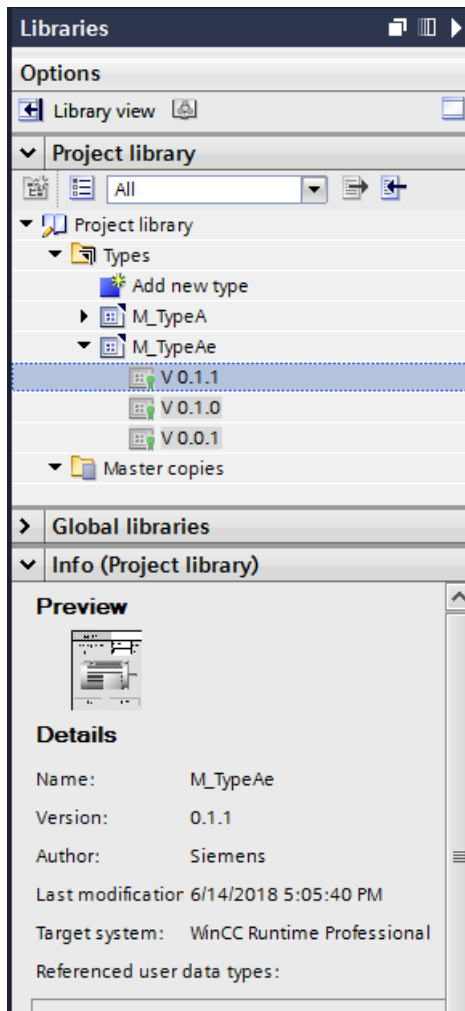 Libraries
Options
Library view
Project library
All
Project library
Types
Add new type
M_TypeA
M_TypeAe
V 0.1.1
V 0.1.0
V 0.0.1
Master copies
Global libraries
Info (Project library)
Preview
Details
Name: M_TypeAe
Version: 0.1.1
Author: Siemens
Last modification 6/14/2018 5:05:40 PM
Target system: WinCC Runtime Professional
Referenced user data types: